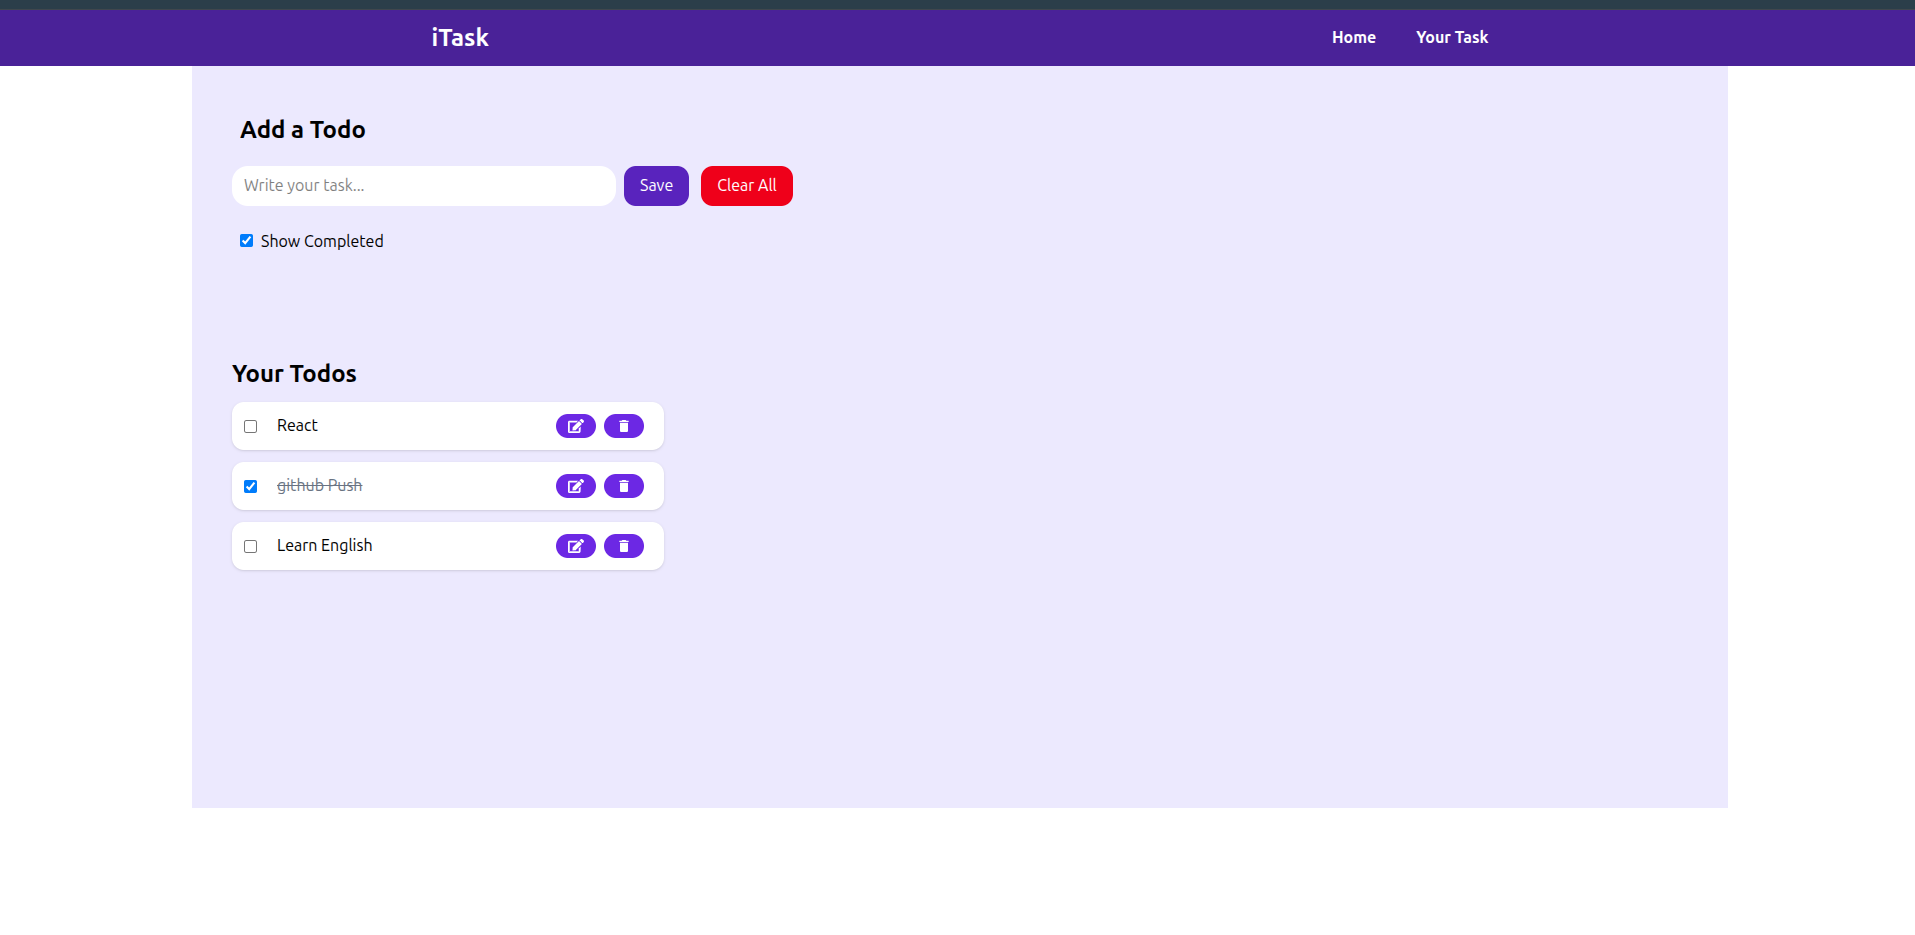 iTask Home Your Task
Add a Todo
Write your task...
Save
Clear All
Show Completed
Your Todos
React
github Push
Learn English